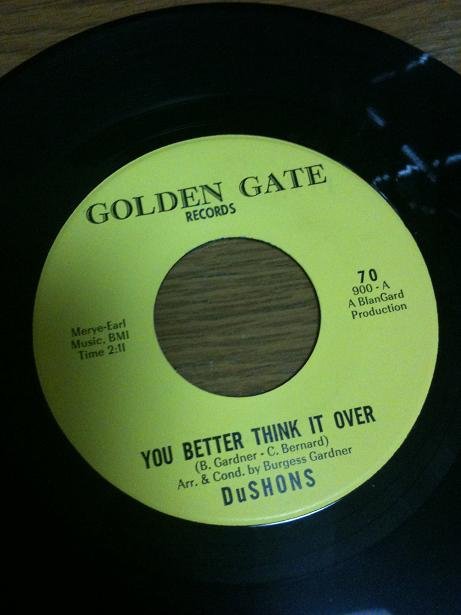 GOLDEN GATE
RECORDS
70
900 - A
A BlanGard
Production
Merye-Earl
Music, BMI
Time 2:11
YOU BETTER THINK IT OVER
(B. Gardner - C. Bernard)
Arr. & Cond. by Burgess Gardner
DuSHONS